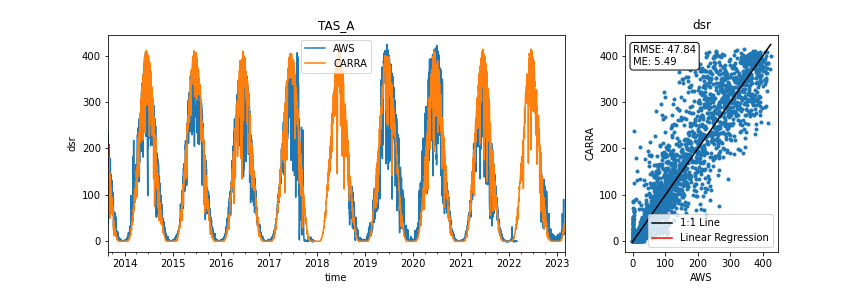 TAS_A
dsr
400
300
200
100
0
2014 2015 2016 2017 2018 2019 2020 2021 2022 2023
time
AWS
CARRA
dsr
CARRA
400
300
200
100
0
0 100 200 300 400
AWS
RMSE: 47.84
ME: 5.49
1:1 Line
Linear Regression